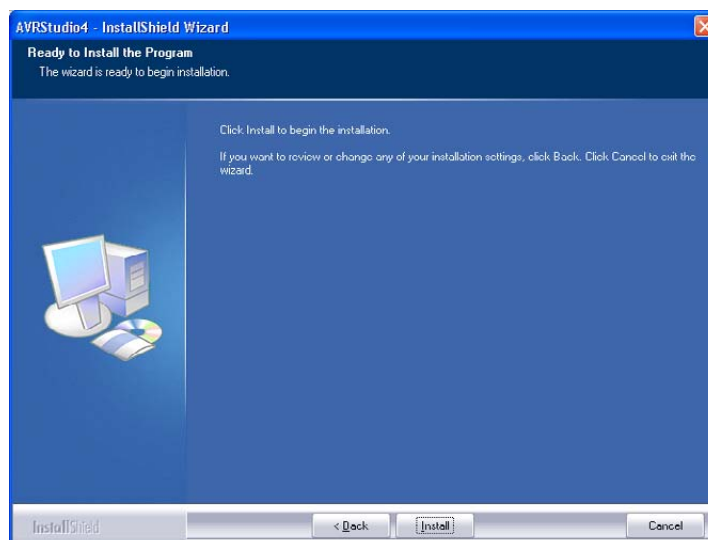 AVRStudio4 - InstallShield Wizard
Ready to Install the Program
The wizard is ready to begin installation.
Click Install to begin the installation.
If you want to review or change any of your installation settings, click Back. Click Cancel to exit the
wizard.
InstallShield
< Back
Install
Cancel